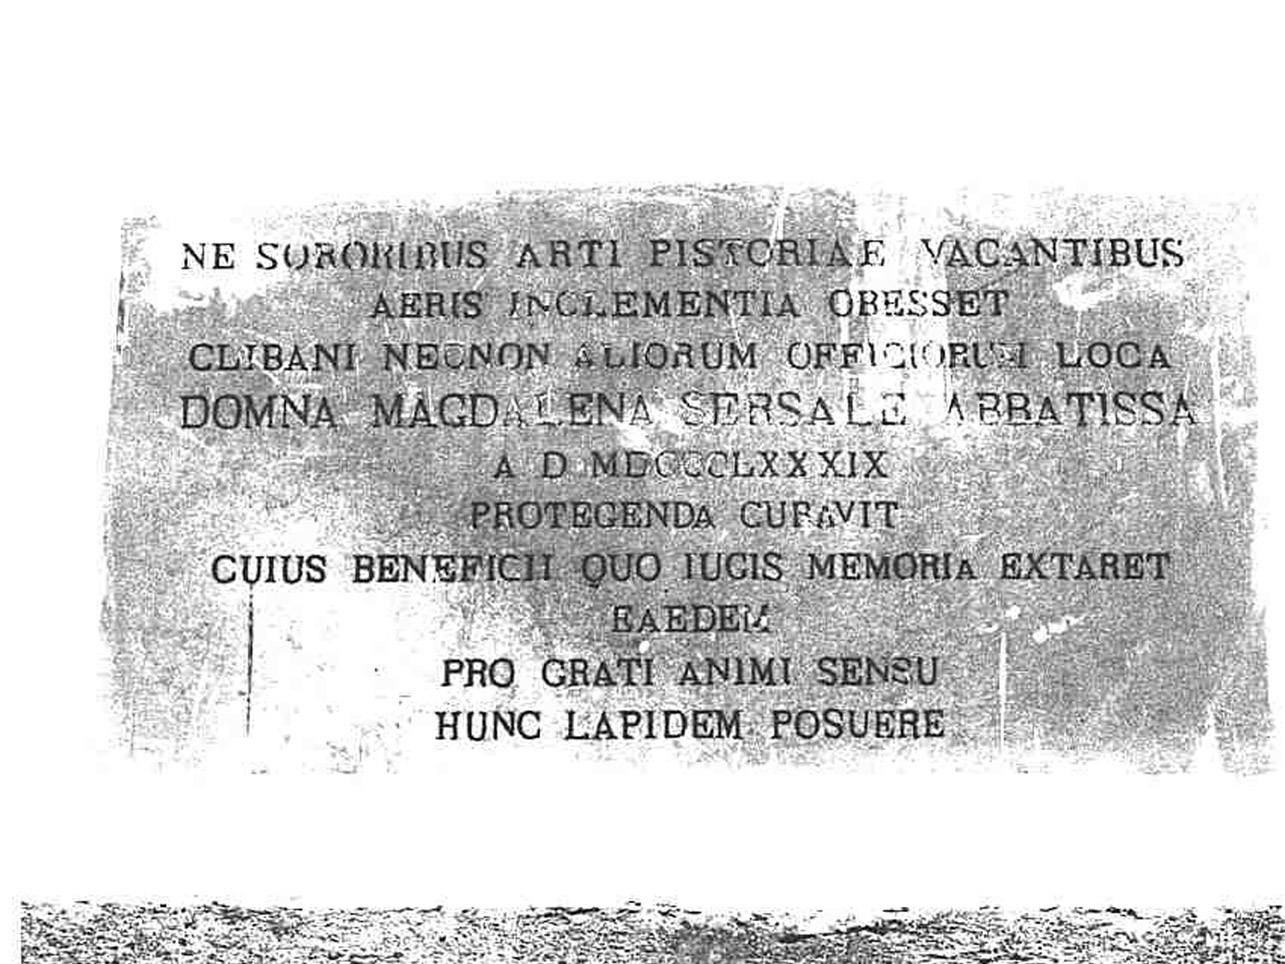 NE SORORIBUS ARTI PISTORIAE VACANTIBUS
AERIS INCLEMENTIA OBESSET
CLIBANI NECNON ALIORUM OFFICIORUM LOCA
DOMNA MAGDALENA SERSALE ABBATISSA
A D MDCCCLXXXIX
PROTEGENDA CURAVIT
CUIUS BENEFICII QUO IUGIS MEMORIA EXTARET
EAEDEM
PRO GRATI ANIMI SENSU
HUNC LAPIDEM POSUERE